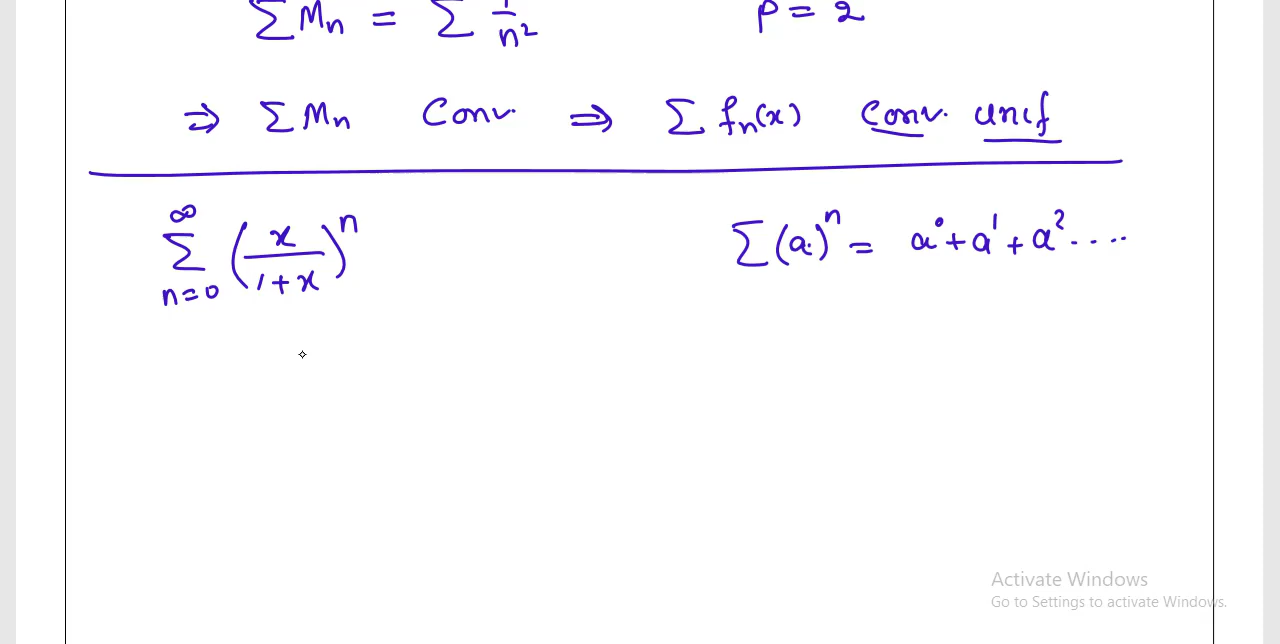 ∑ Mn = ∑ 1/n² P = 2
⇒ ∑ Mn Conv. ⇒ ∑ fn(x) Conv. unif
∞ ∑ n=0 (x/1+x)ⁿ ∑ (a)ⁿ = a⁰ + a¹ + a² ....
Activate Windows
Go to Settings to activate Windows.